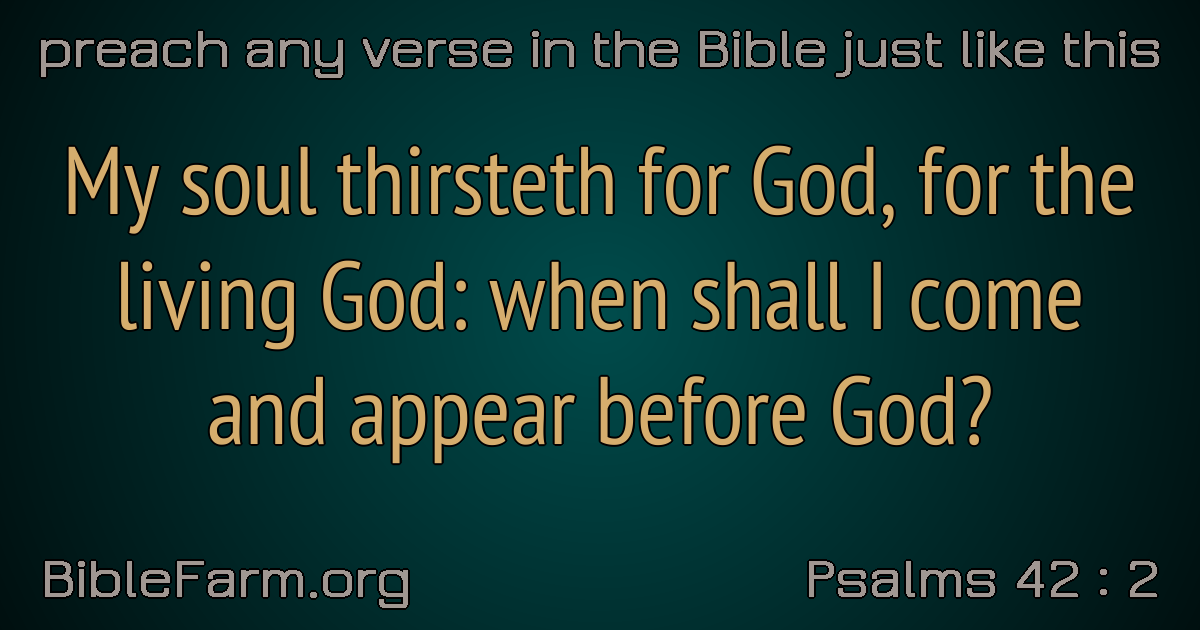 preach any verse in the Bible just like this
My soul thirsteth for God, for the
living God: when shall I come
and appear before God?
BibleFarm.org
Psalms 42 : 2